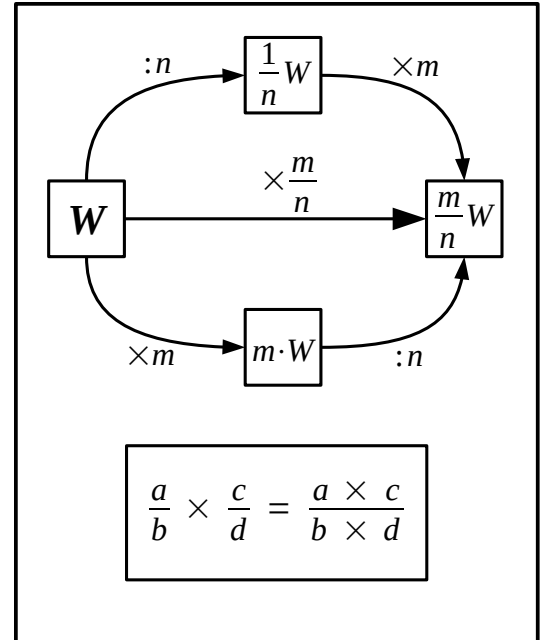 :n
1/n W
×m
× m/n
W
m/n W
×m
m·W
:n
a/b × c/d = a × c / b × d